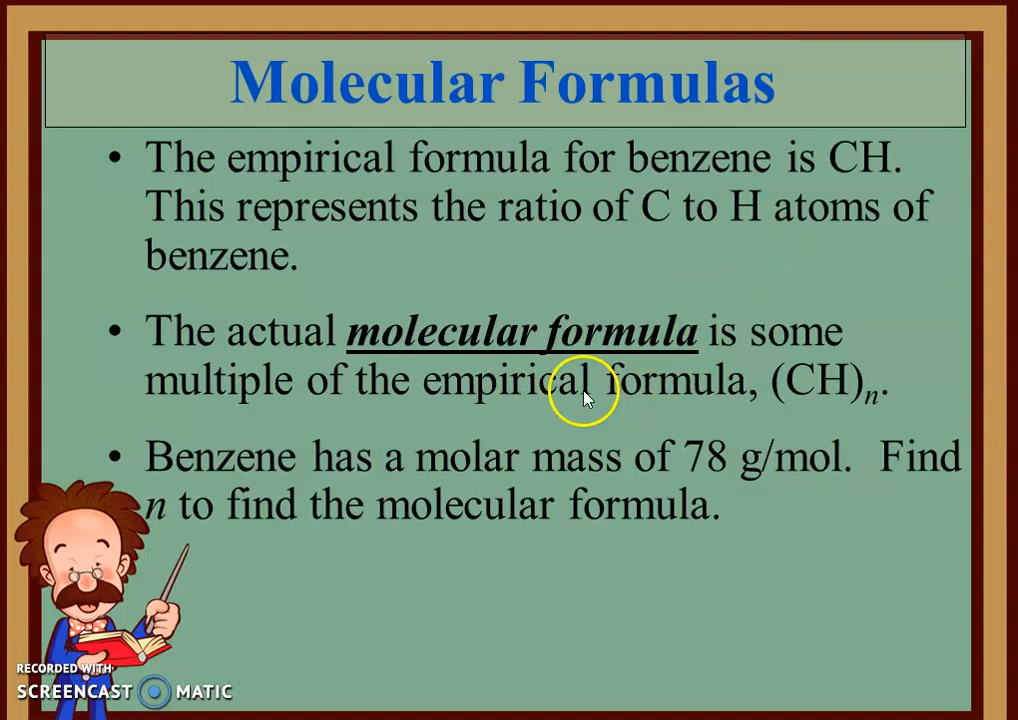 Molecular Formulas
• The empirical formula for benzene is CH.
This represents the ratio of C to H atoms of
benzene.
• The actual molecular formula is some
multiple of the empirical formula, (CH)n.
• Benzene has a molar mass of 78 g/mol. Find
n to find the molecular formula.
RECORDED WITH
SCREENCAST MATIC